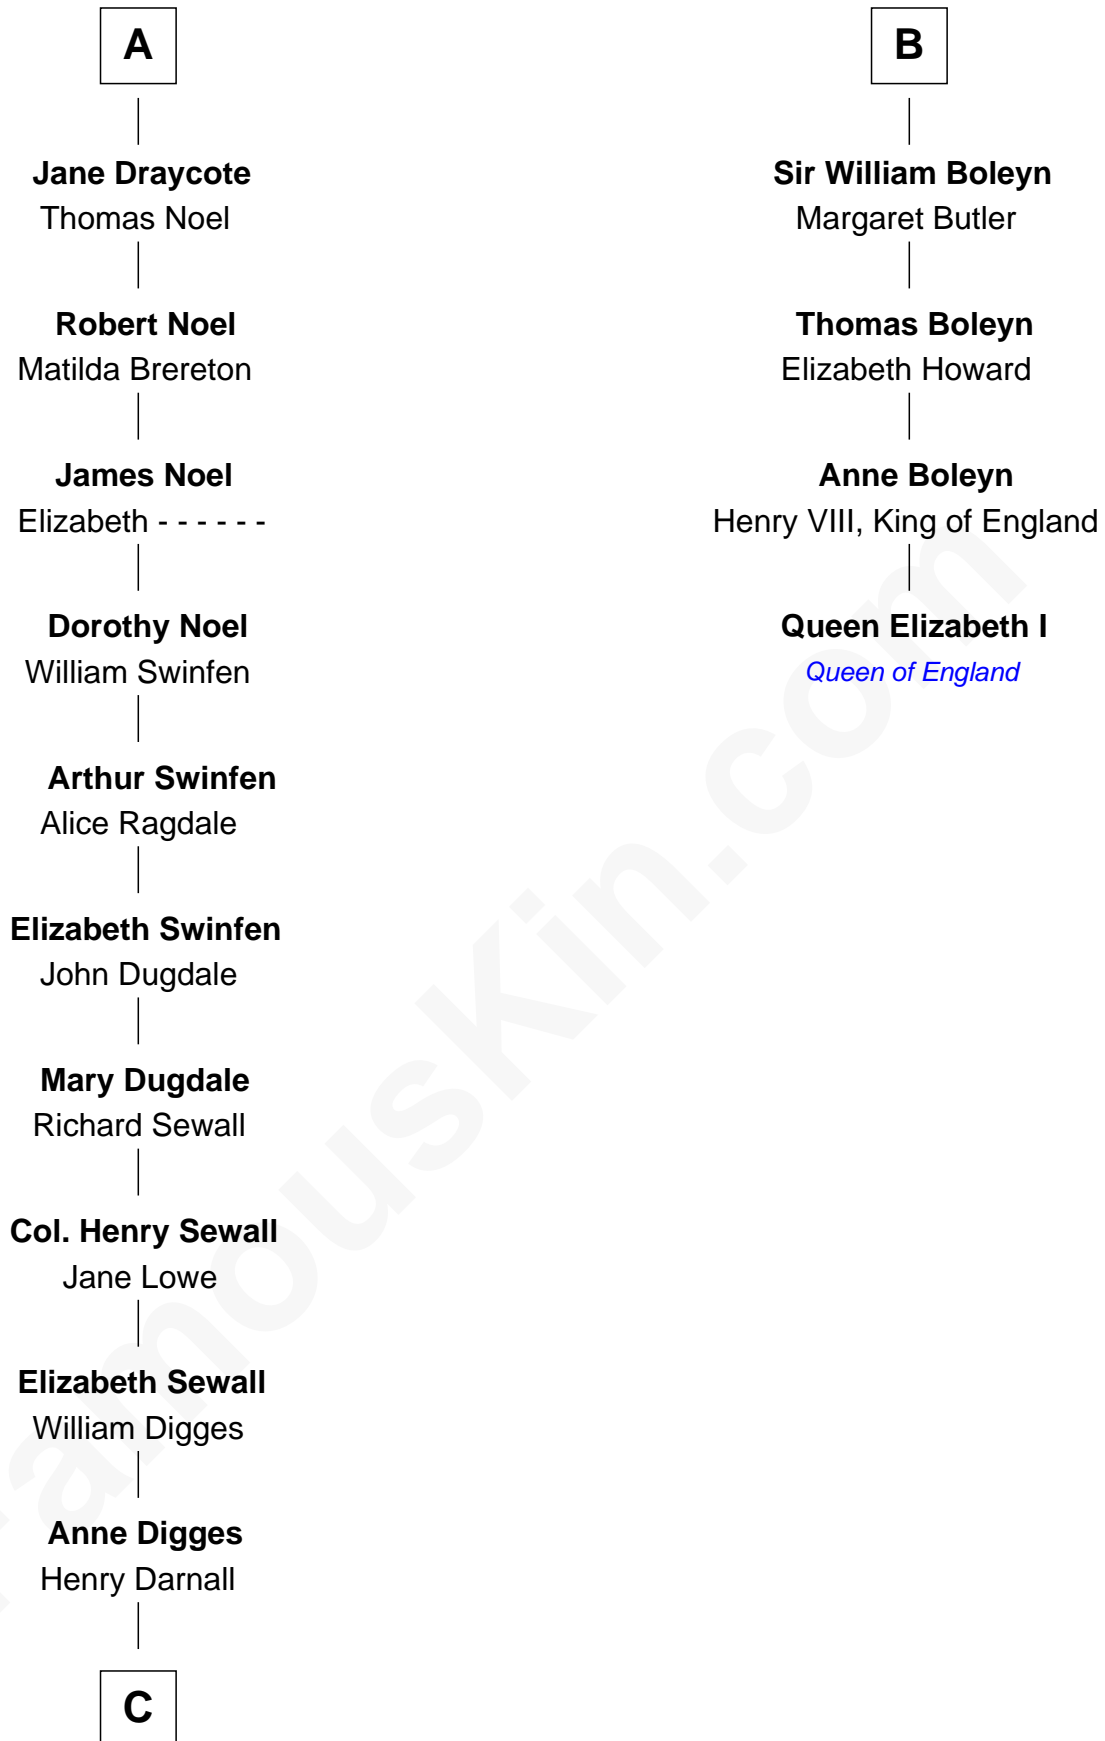 A
Jane Draycote
Thomas Noel
Robert Noel
Matilda Brereton
James Noel
Elizabeth - - - - - -
Dorothy Noel
William Swinfen
Arthur Swinfen
Alice Ragdale
Elizabeth Swinfen
John Dugdale
Mary Dugdale
Richard Sewall
Col. Henry Sewall
Jane Lowe
Elizabeth Sewall
William Digges
Anne Digges
Henry Darnall
C
B
Sir William Boleyn
Margaret Butler
Thomas Boleyn
Elizabeth Howard
Anne Boleyn
Henry VIII, King of England
Queen Elizabeth I
Queen of England
FamousKin.com